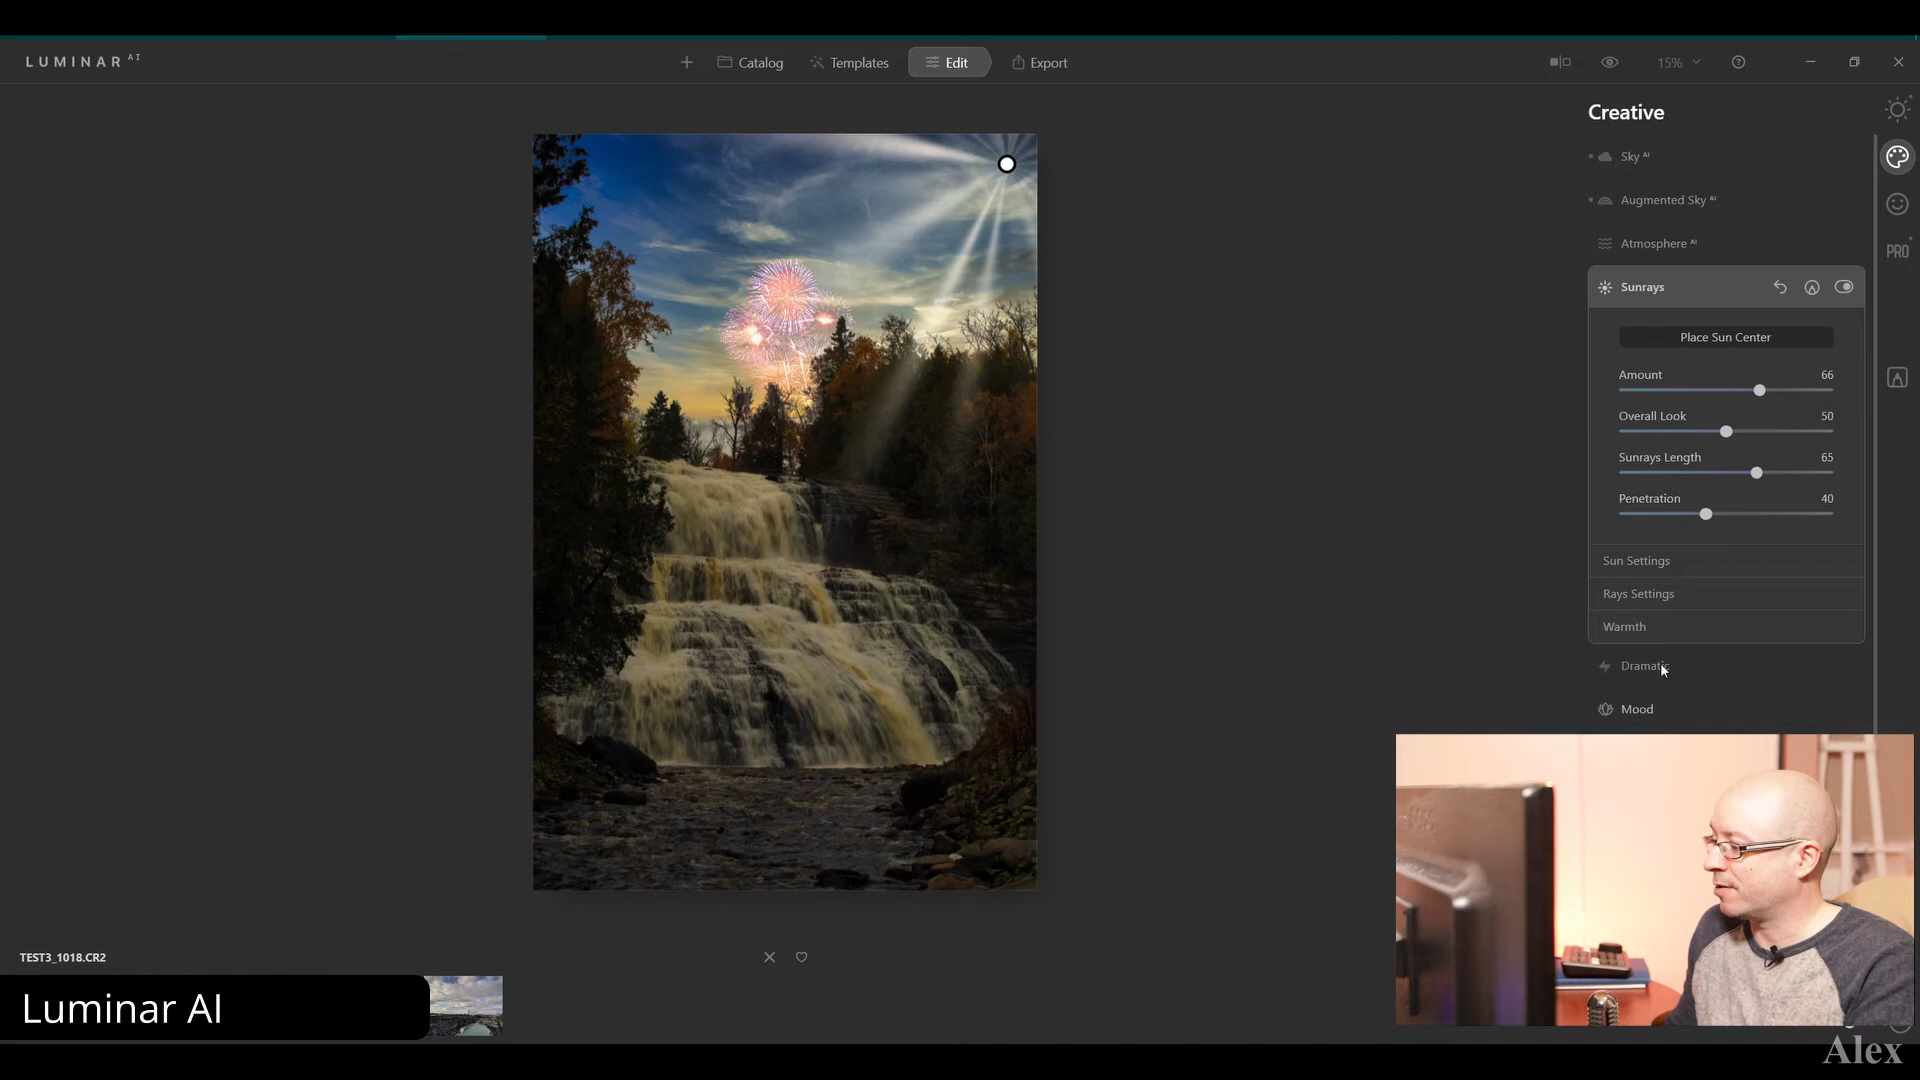 LUMINAR AI
Catalog
Templates
Edit
Export
15%
Creative
Sky AI
Augmented Sky AI
Atmosphere AI
PRO
Sunrays
Place Sun Center
Amount 66
Overall Look 50
Sunrays Length 65
Penetration 40
Sun Settings
Rays Settings
Warmth
Dramatic
Mood
TEST3_1018.CR2
Luminar AI
Alex